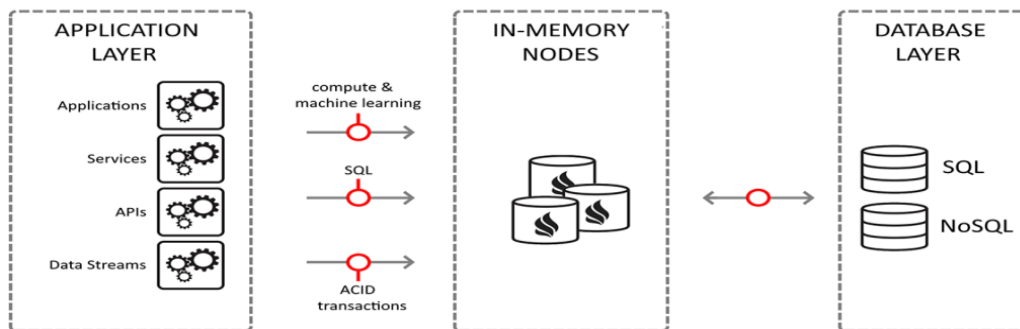 APPLICATION
LAYER
Applications
Services
APIs
Data Streams
compute &
machine learning
SQL
ACID
transactions
IN-MEMORY
NODES
DATABASE
LAYER
SQL
NoSQL